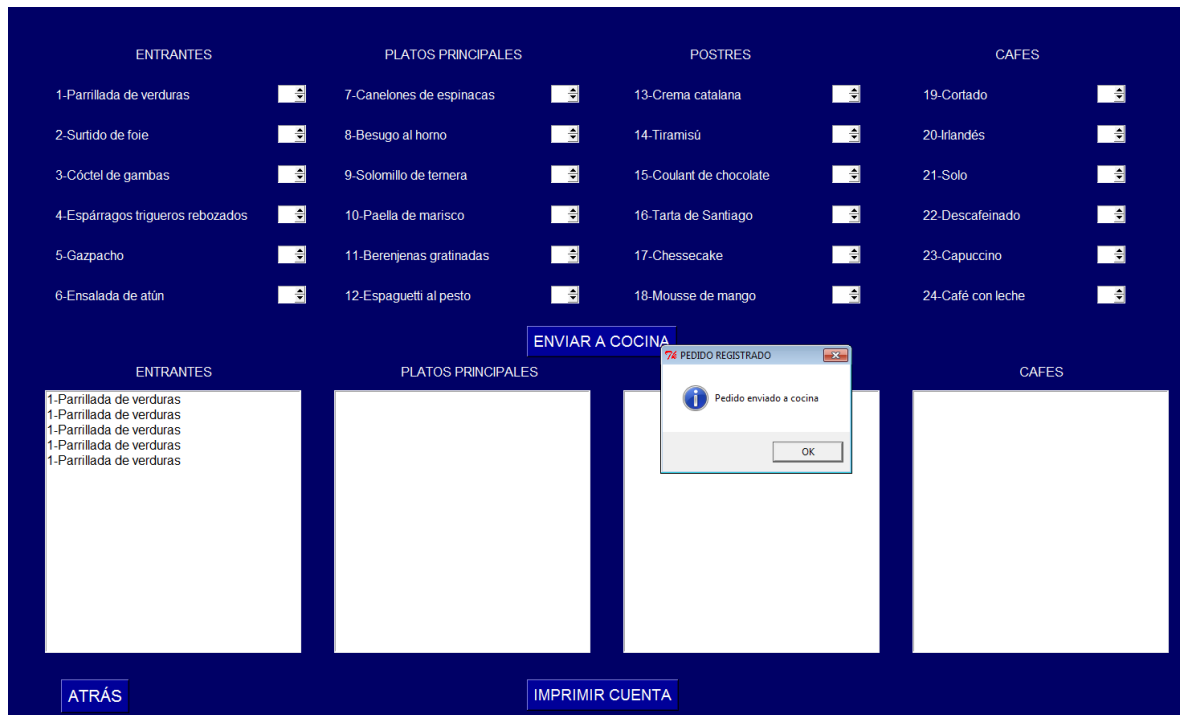 ENTRANTES PLATOS PRINCIPALES POSTRES CAFES
1-Parrillada de verduras 7-Canelones de espinacas 13-Crema catalana 19-Cortado
2-Surtido de foie 8-Besugo al horno 14-Tiramisú 20-Irlandés
3-Cóctel de gambas 9-Solomillo de ternera 15-Coulant de chocolate 21-Solo
4-Espárragos trigueros rebozados 10-Paella de marisco 16-Tarta de Santiago 22-Descafeinado
5-Gazpacho 11-Berenjenas gratinadas 17-Chessecake 23-Capuccino
6-Ensalada de atún 12-Espaguetti al pesto 18-Mousse de mango 24-Café con leche
ENVIAR A COCINA
PEDIDO REGISTRADO
Pedido enviado a cocina
OK
ENTRANTES PLATOS PRINCIPALES CAFES
1-Parrillada de verduras
1-Parrillada de verduras
1-Parrillada de verduras
1-Parrillada de verduras
1-Parrillada de verduras
ATRÁS IMPRIMIR CUENTA